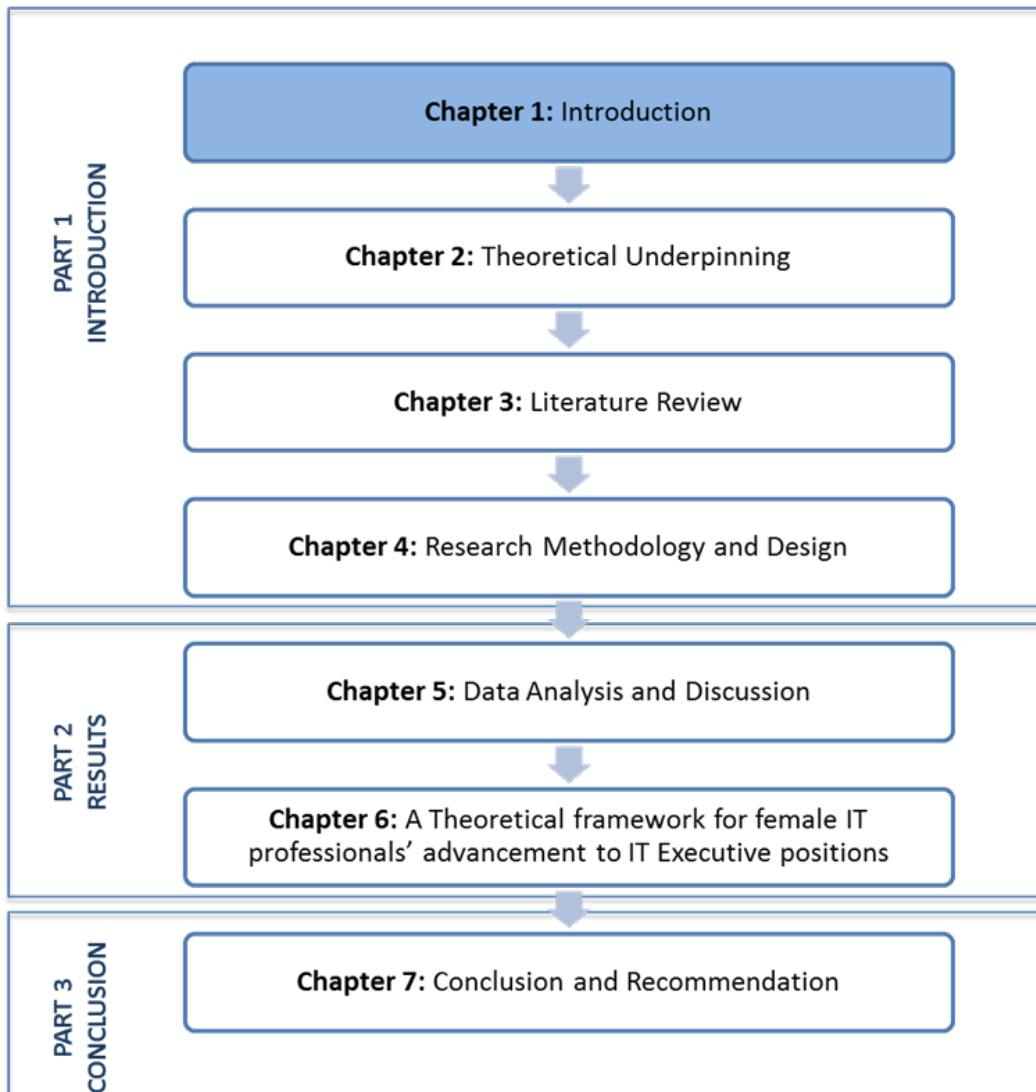 PART 1
INTRODUCTION
Chapter 1: Introduction
Chapter 2: Theoretical Underpinning
Chapter 3: Literature Review
Chapter 4: Research Methodology and Design
PART 2
RESULTS
Chapter 5: Data Analysis and Discussion
Chapter 6: A Theoretical framework for female IT
professionals’ advancement to IT Executive positions
PART 3
CONCLUSION
Chapter 7: Conclusion and Recommendation